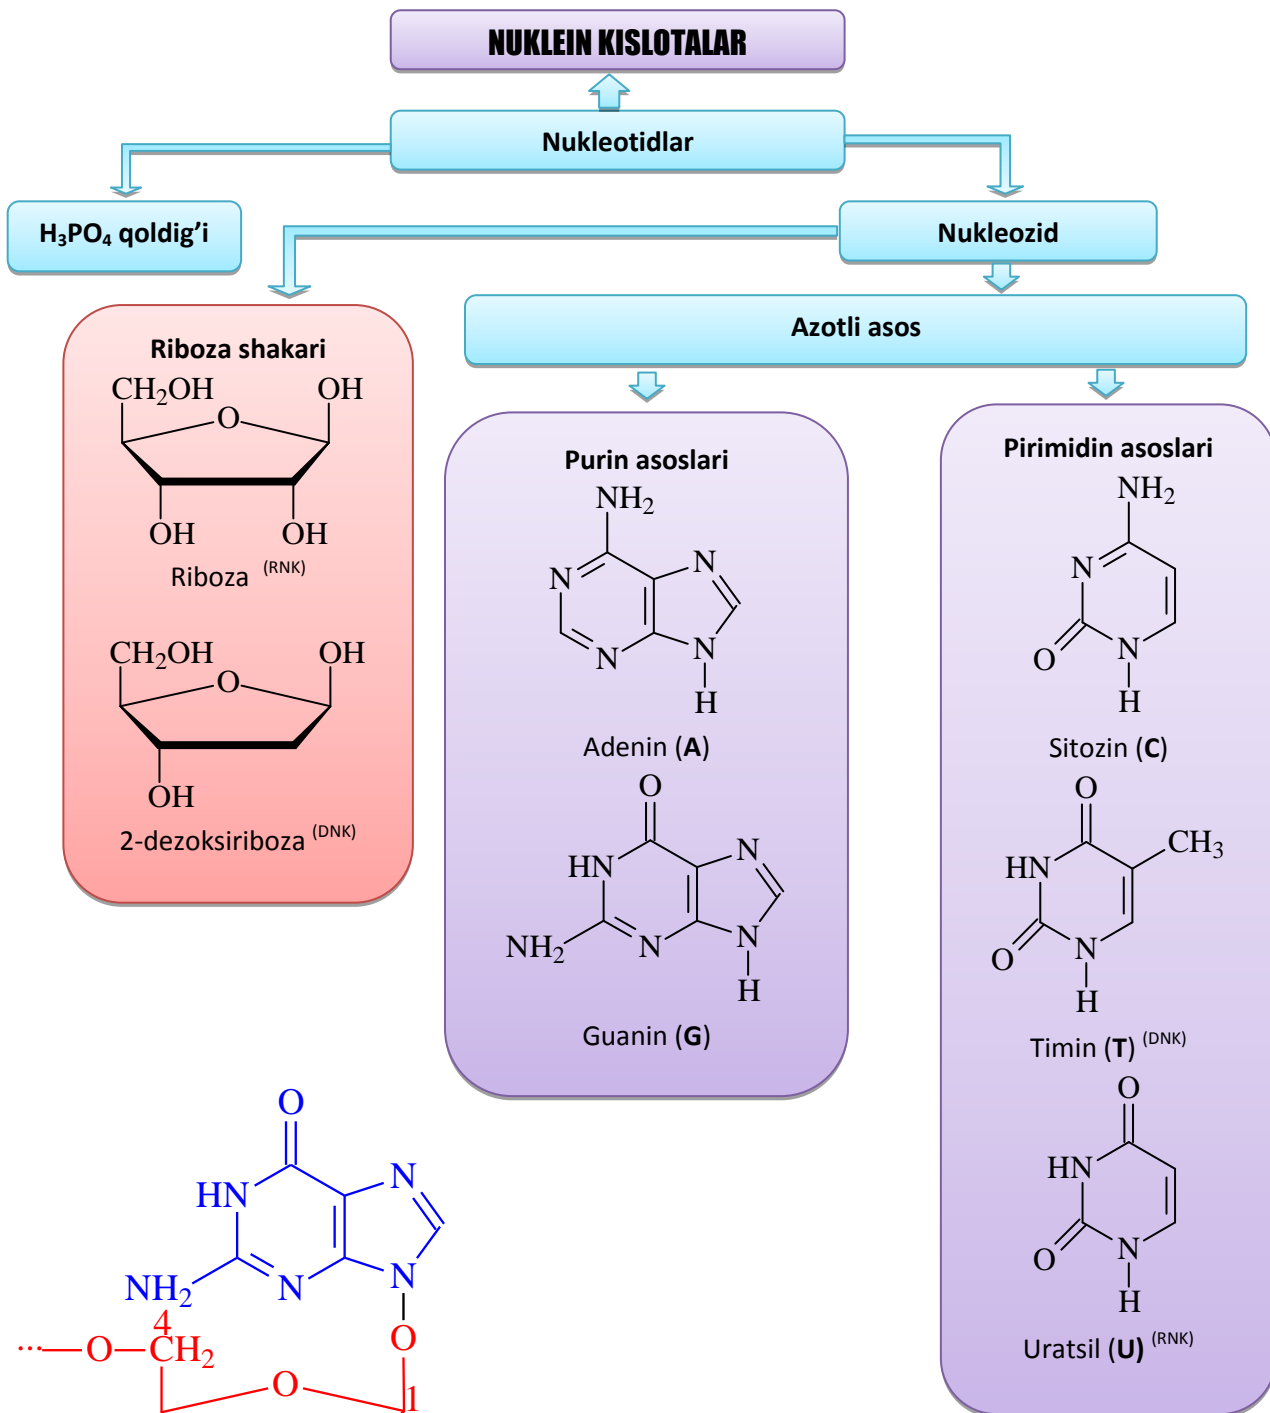 NUKLEIN KISLOTALAR
Nukleotidlar
H₃PO₄ qoldig’i
Nukleozid
Azotli asos
Riboza shakari
CH₂OH
OH
O
OH
OH
Riboza (RNK)
CH₂OH
OH
O
OH
2-dezoksiriboza (DNK)
Purin asoslari
NH₂
N
N
N
N
H
Adenin (A)
O
HN
N
NH₂
N
N
H
Guanin (G)
Pirimidin asoslari
NH₂
N
O
N
H
Sitozin (C)
O
HN
CH₃
O
N
H
Timin (T) (DNK)
O
HN
O
N
H
Uratsil (U) (RNK)
O
HN
N
NH₂
N
N
4
...
O
CH₂
O
O
1